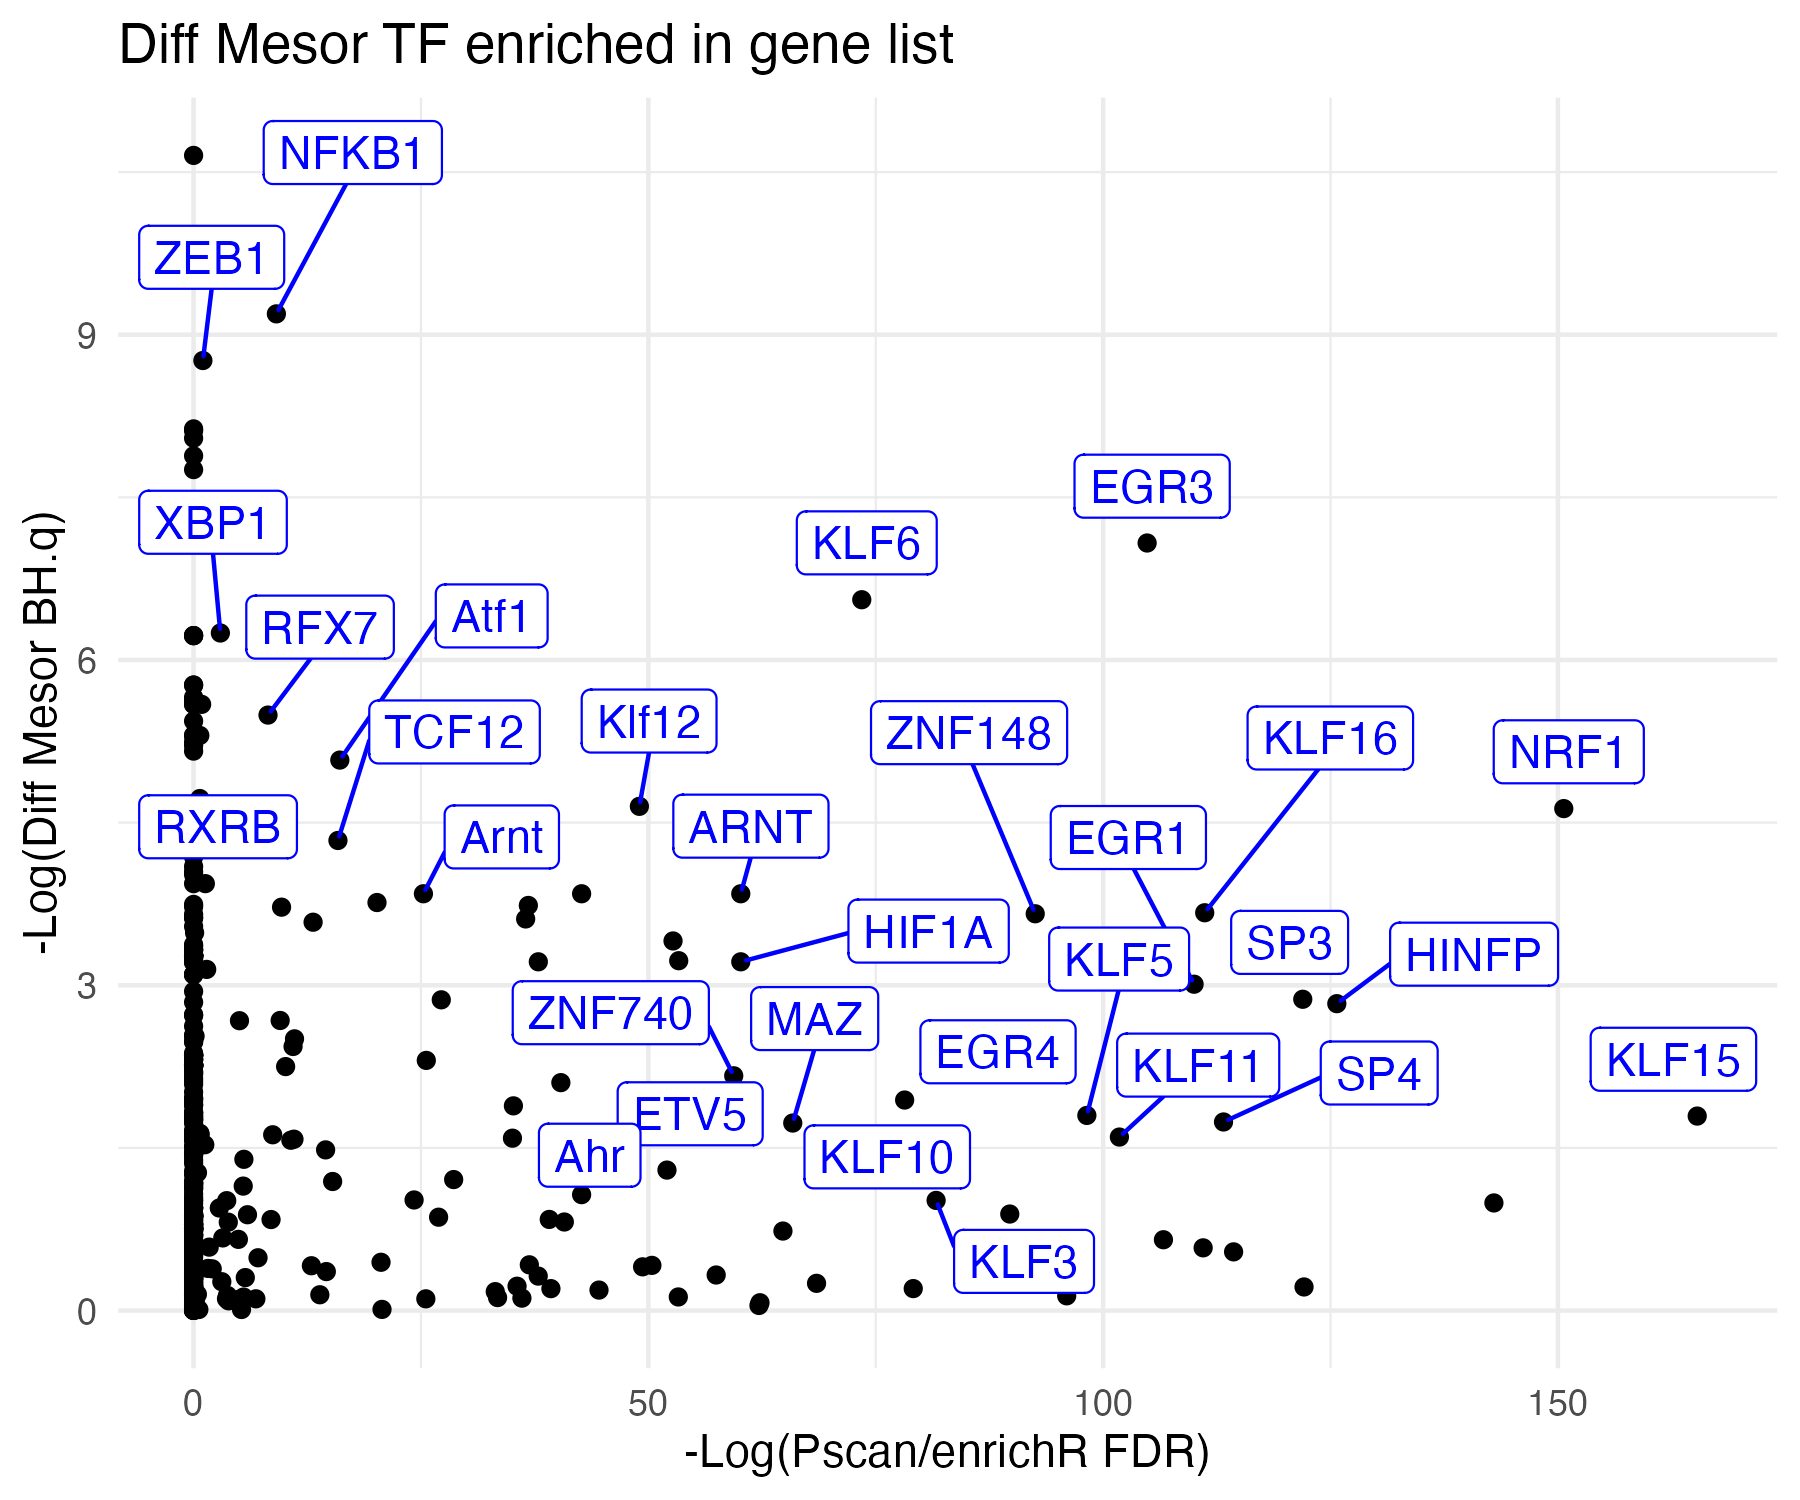 Diff Mesor TF enriched in gene list
NFKB1
ZEB1
EGR3
XBP1
KLF6
Atf1
RFX7
Klf12
TCF12
ZNF148
KLF16
NRF1
RXRB
Arnt
ARNT
EGR1
HIF1A
KLF5
SP3
HINFP
ZNF740
MAZ
EGR4
KLF11
SP4
KLF15
ETV5
Ahr
KLF10
KLF3
9
6
3
0
-Log(Diff Mesor BH.q)
0
50
100
150
-Log(Pscan/enrichR FDR)